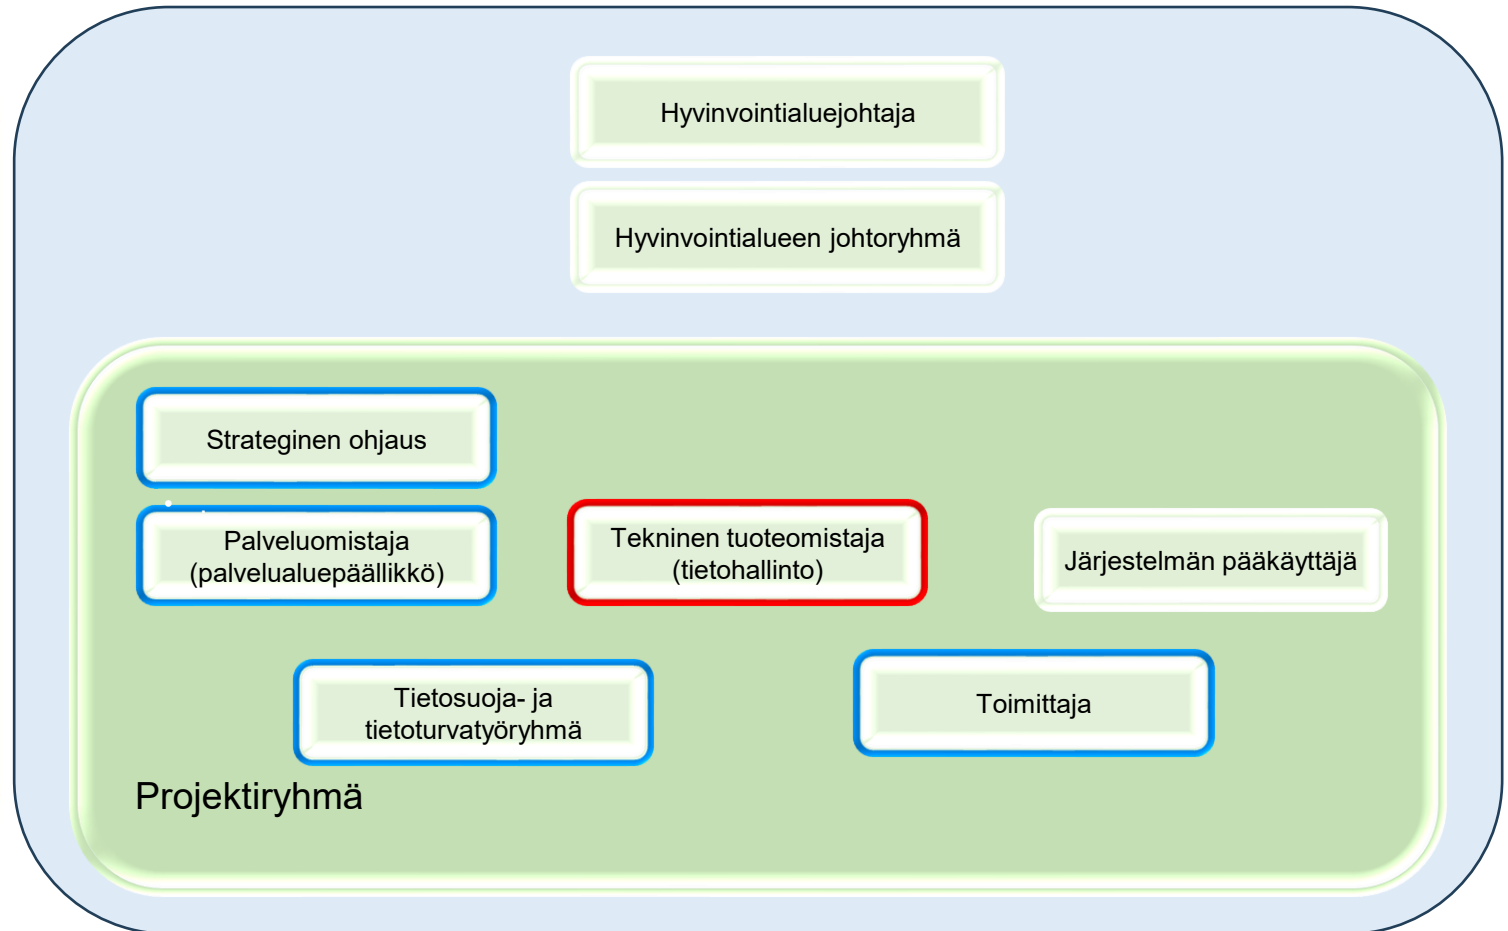 Hyvinvointialuejohtaja
Hyvinvointialueen johtoryhmä
Strateginen ohjaus
Palveluomistaja
(palvelualuepäällikkö)
Tekninen tuoteomistaja
(tietohallinto)
Järjestelmän pääkäyttäjä
Tietosuoja- ja
tietoturvatyöryhmä
Toimittaja
Projektiryhmä